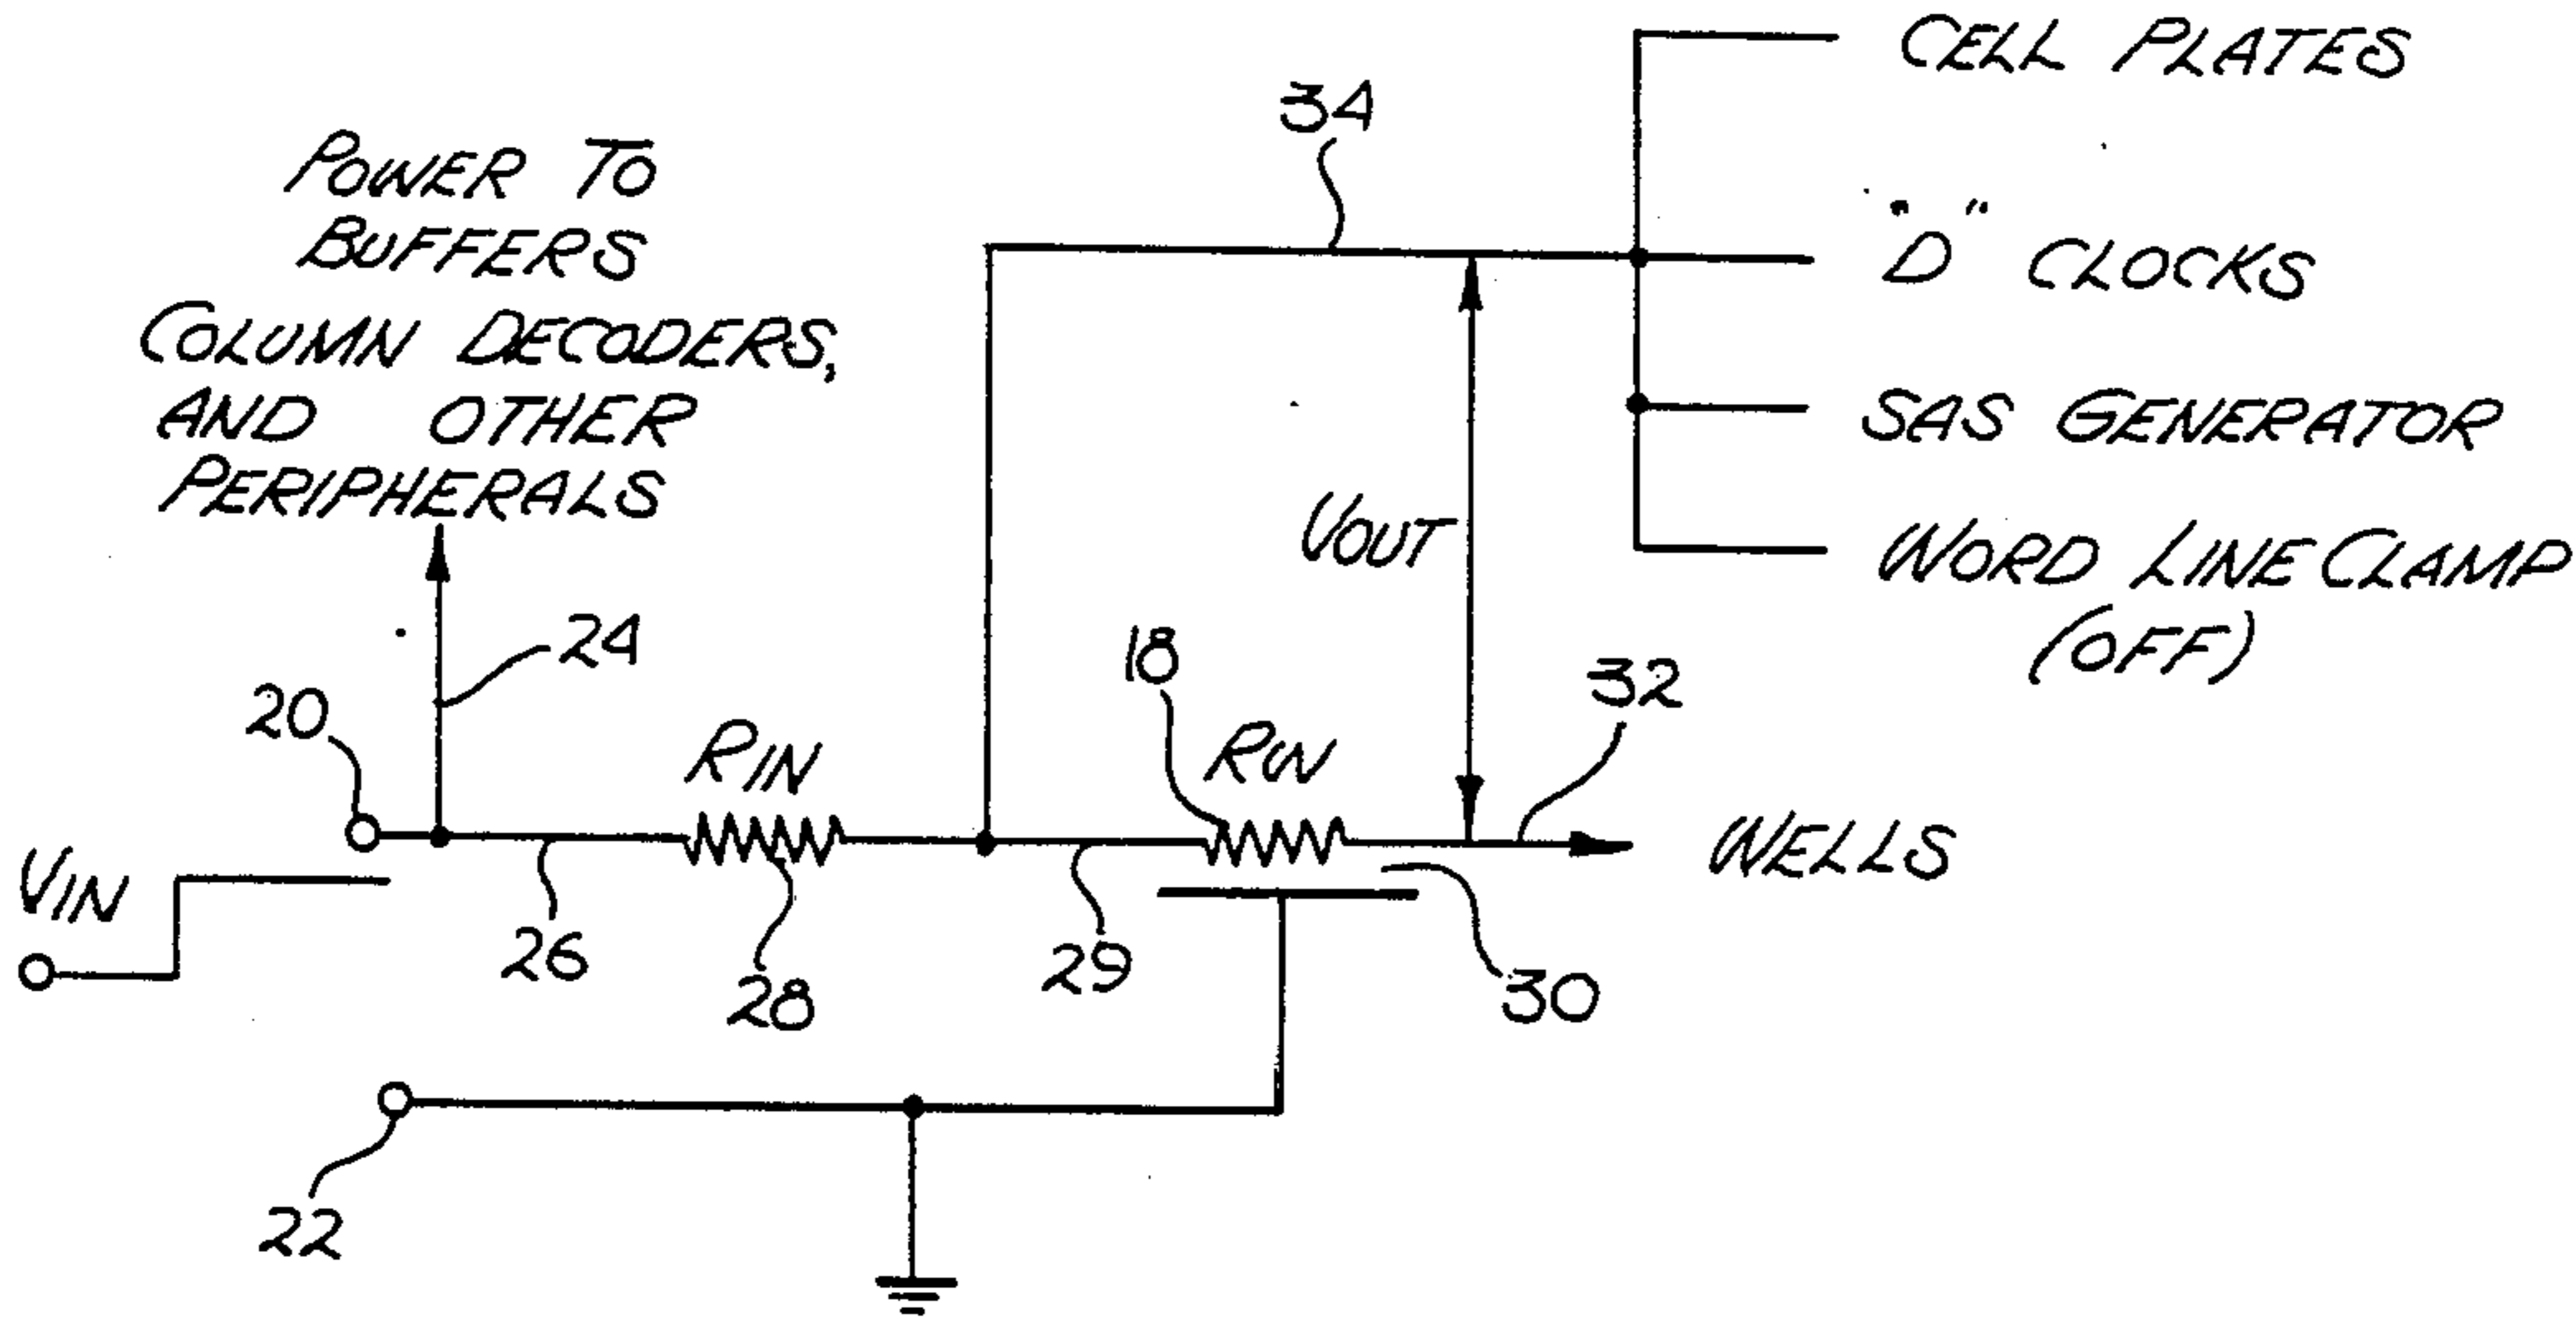 CELL PLATES
34
POWER TO
BUFFERS
COLUMN DECODERS,
AND OTHER
PERIPHERALS
"D" CLOCKS
SAS GENERATOR
VOUT
WORD LINE CLAMP
(OFF)
24
18
32
20
RIN
RW
WELLS
VIN
26
28
29
30
22